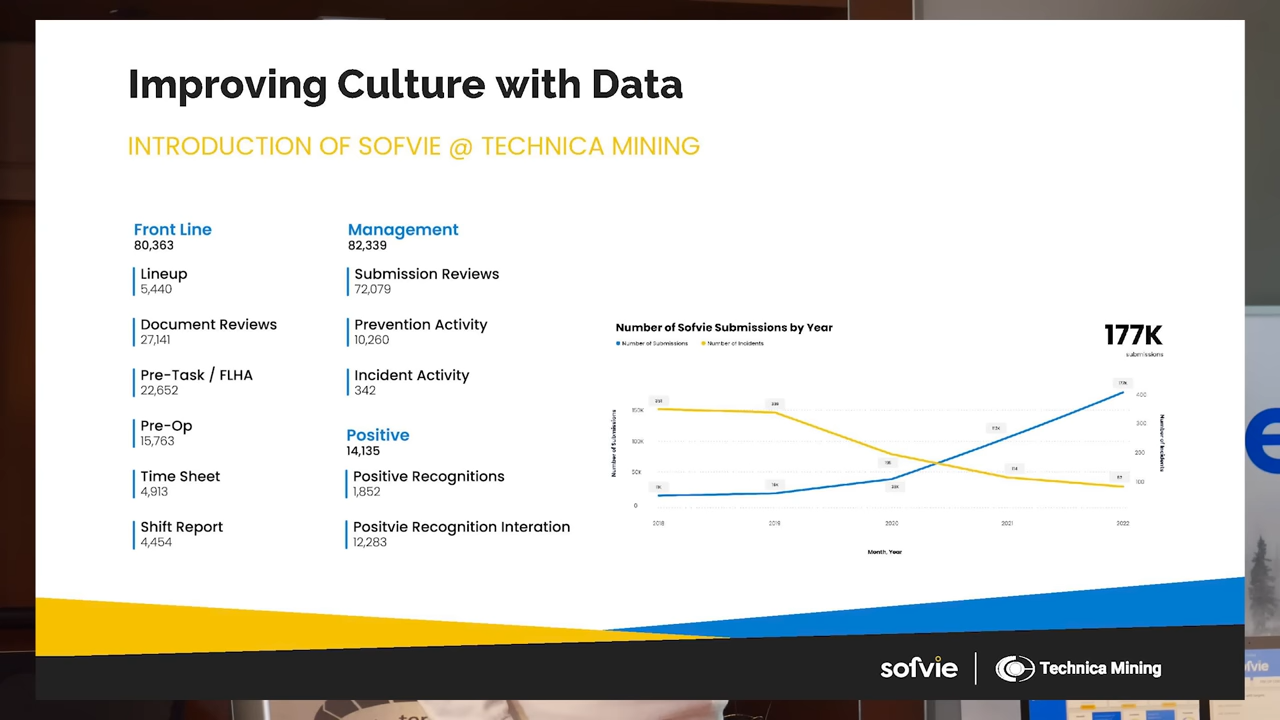 Improving Culture with Data
INTRODUCTION OF SOFVIE @ TECHNICA MINING
Front Line
80,363
Lineup
5,440
Document Reviews
27,141
Pre-Task / FLHA
22,652
Pre-Op
15,763
Time Sheet
4,913
Shift Report
4,454
Management
82,339
Submission Reviews
72,079
Prevention Activity
10,260
Incident Activity
342
Positive
14,135
Positive Recognitions
1,852
Positvie Recognition Interation
12,283
Number of Sofvie Submissions by Year
Number of Submissions
Number of Incidents
177K
submissions
Number of Submissions
150K
100K
50K
0
400
300
200
100
Number of Incidents
2018
2019
2020
2021
2022
Month, Year
sofvie
Technica Mining